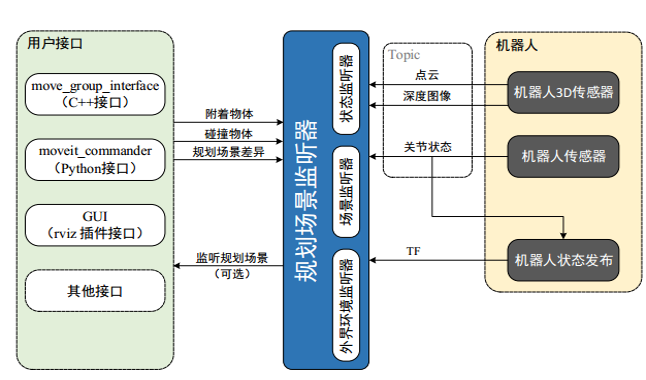 用户接口
move_group_interface
（C++接口）
moveit_commander
（Python接口）
GUI
（rviz 插件接口）
其他接口
附着物体
碰撞物体
规划场景差异
监听规划场景
（可选）
规划场景监听器
状态监听器
场景监听器
外界环境监听器
Topic
点云
深度图像
关节状态
TF
机器人
机器人3D传感器
机器人传感器
机器人状态发布